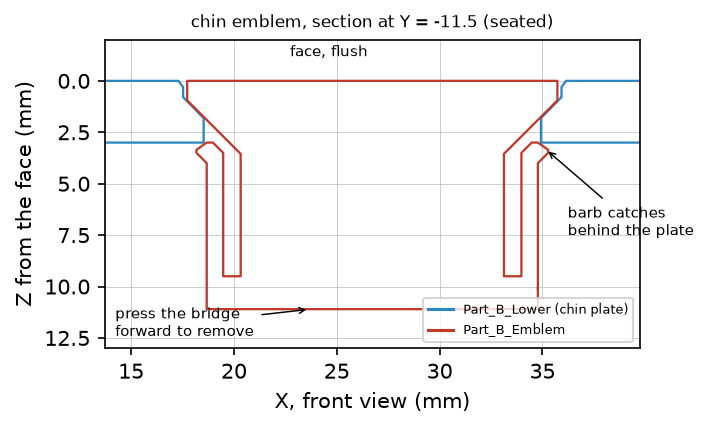 chin emblem, section at Y = -11.5 (seated)
face, flush
Z from the face (mm)
0.0
2.5
5.0
7.5
10.0
12.5
barb catches
behind the plate
press the bridge
forward to remove
Part_B_Lower (chin plate)
Part_B_Emblem
15
20
25
30
35
X, front view (mm)